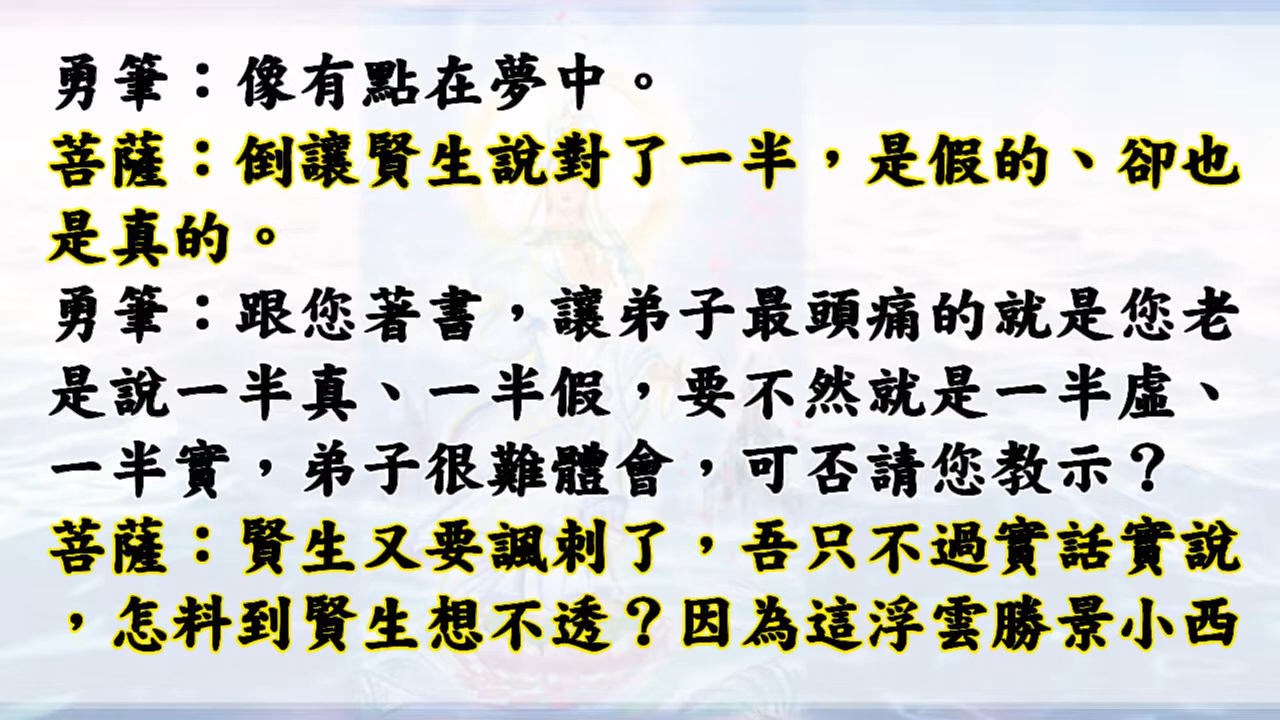 勇筆：像有點在夢中。
菩薩：倒讓賢生說對了一半，是假的、卻也
是真的。
勇筆：跟您著書，讓弟子最頭痛的就是您老
是說一半真、一半假，要不然就是一半虛、
一半實，弟子很難體會，可否請您教示？
菩薩：賢生又要諷刺了，吾只不過實話實說
，怎料到賢生想不透？因為這浮雲勝景小西